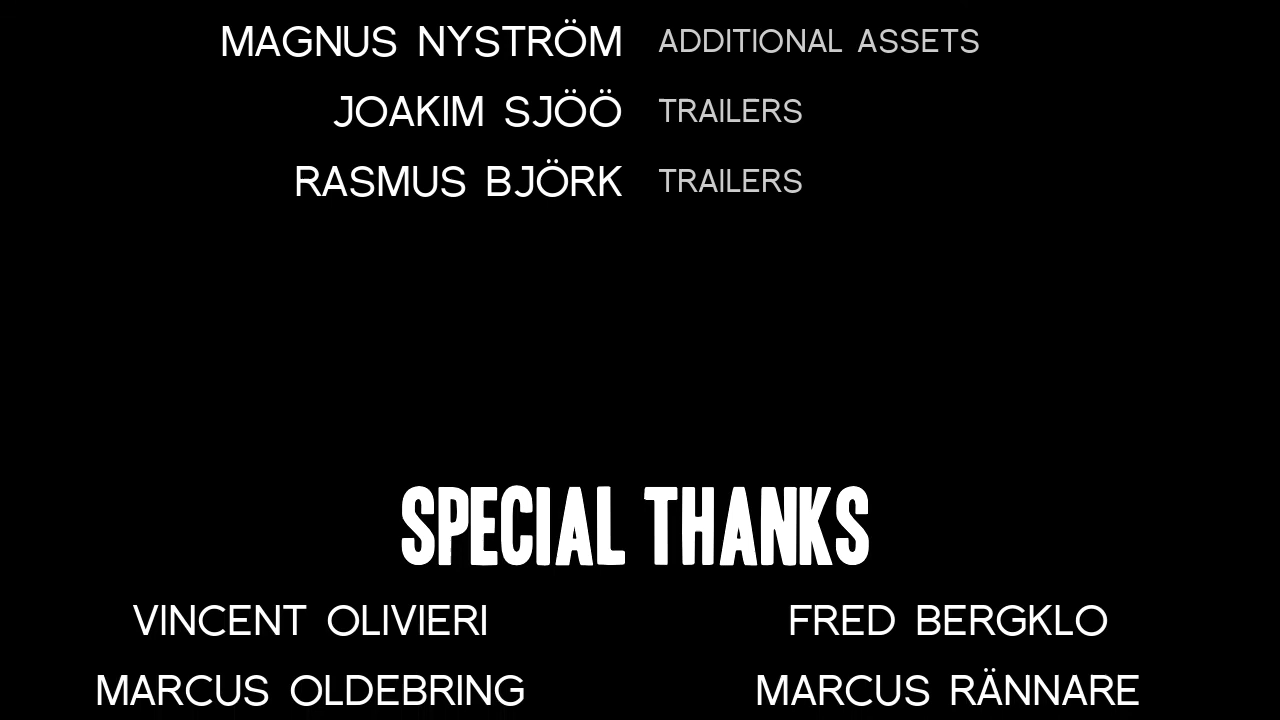 MAGNUS NYSTRÖM ADDITIONAL ASSETS
JOAKIM SJÖÖ TRAILERS
RASMUS BJÖRK TRAILERS
SPECIAL THANKS
VINCENT OLIVIERI FRED BERGKLO
MARCUS OLDEBRING MARCUS RÄNNARE